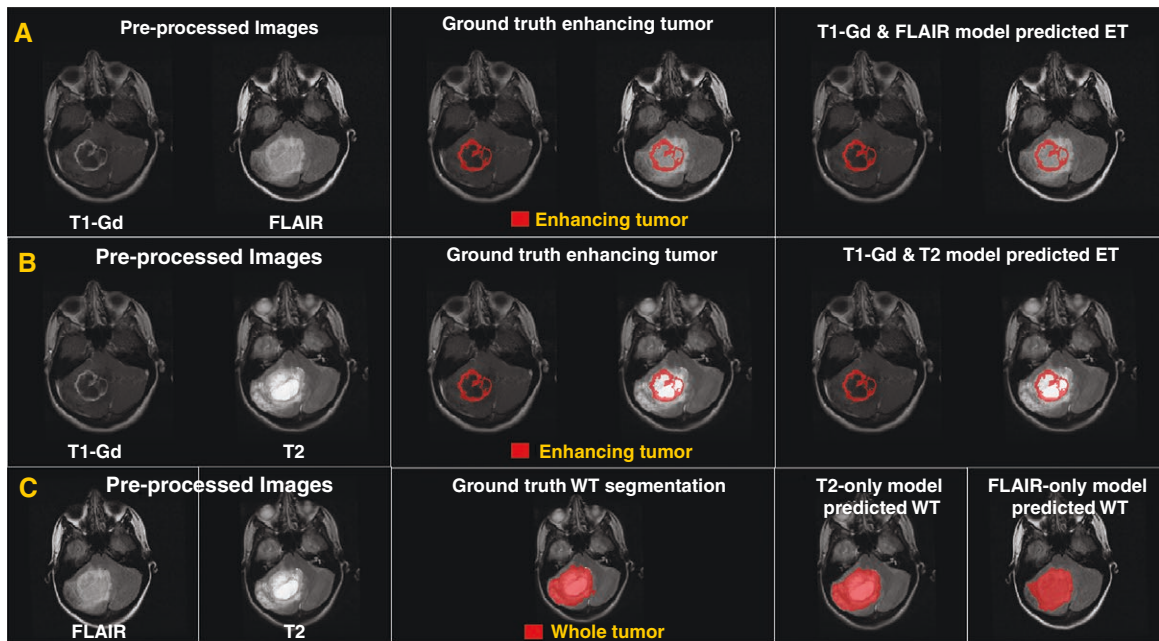 A
Pre-processed Images
Ground truth enhancing tumor
T1-Gd & FLAIR model predicted ET
T1-Gd
FLAIR
Enhancing tumor
B
Pre-processed Images
Ground truth enhancing tumor
T1-Gd & T2 model predicted ET
T1-Gd
T2
Enhancing tumor
C
Pre-processed Images
Ground truth WT segmentation
T2-only model
predicted WT
FLAIR-only model
predicted WT
FLAIR
T2
Whole tumor